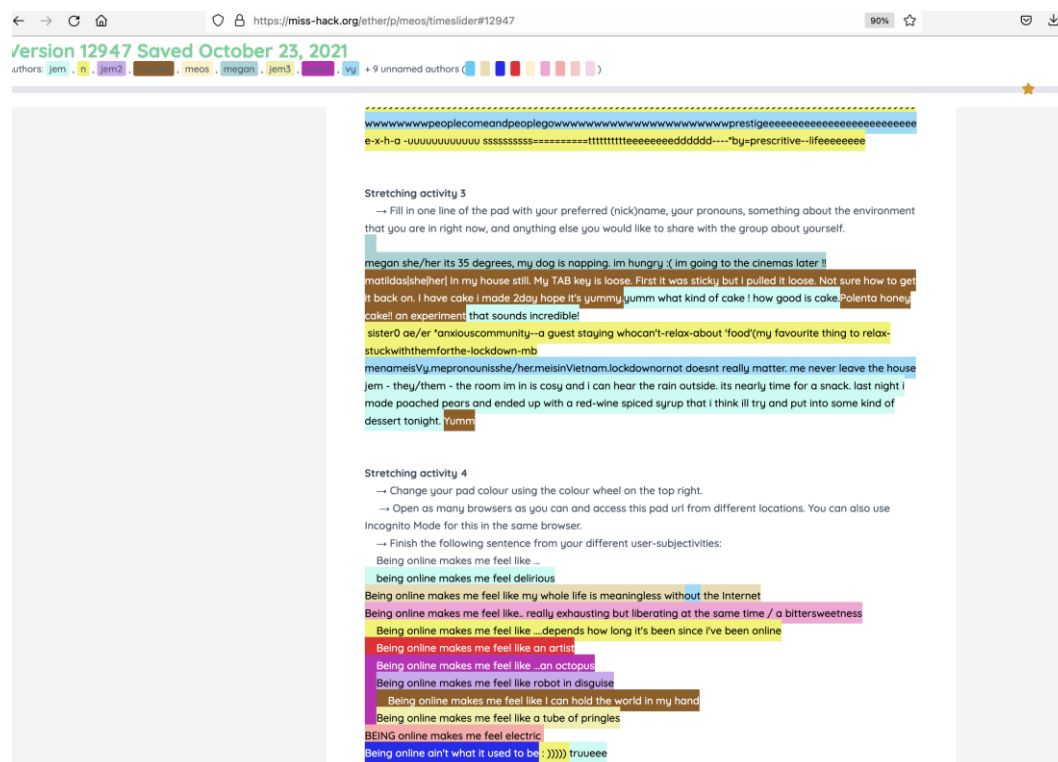 https://miss-hack.org/ether/p/meos/timeslider#12947
90%
Version 12947 Saved October 23, 2021
authors: jem , n , jem2 , , meos , megan , jem3 , , vy + 9 unnamed authors ( )
wwwwwwwwpeoplecomeandpeoplegowwwwwwwwwwwwwwwwwwwwwwwwprestigeeeeeeeeeeeeeeeeeeeeeeeeee
e-x-h-a -uuuuuuuuuuuu ssssssssss==========tttttttttteeeeeeeedddddd----*by=prescritive--lifeeeeeeee
Stretching activity 3
→ Fill in one line of the pad with your preferred (nick)name, your pronouns, something about the environment
that you are in right now, and anything else you would like to share with the group about yourself.
megan she/her its 35 degrees, my dog is napping. im hungry :( im going to the cinemas later !!
matildas|she|her| In my house still. My TAB key is loose. First it was sticky but i pulled it loose. Not sure how to get
it back on. I have cake i made 2day hope it's yummy.yumm what kind of cake ! how good is cake.Polenta honey
cake!! an experiment that sounds incredible!
sister0 ae/er *anxiouscommunity--a guest staying whocan't-relax-about 'food'(my favourite thing to relax-
stuckwiththemforthe-lockdown-mb
menameisVy.mepronounisshe/her.meisinVietnam.lockdownornot doesnt really matter. me never leave the house
jem - they/them - the room im in is cosy and i can hear the rain outside. its nearly time for a snack. last night i
made poached pears and ended up with a red-wine spiced syrup that i think ill try and put into some kind of
dessert tonight. Yumm
Stretching activity 4
→ Change your pad colour using the colour wheel on the top right.
→ Open as many browsers as you can and access this pad url from different locations. You can also use
Incognito Mode for this in the same browser.
→ Finish the following sentence from your different user-subjectivities:
Being online makes me feel like ...
being online makes me feel delirious
Being online makes me feel like my whole life is meaningless without the Internet
Being online makes me feel like.. really exhausting but liberating at the same time / a bittersweetness
Being online makes me feel like ....depends how long it's been since i've been online
Being online makes me feel like an artist
Being online makes me feel like ...an octopus
Being online makes me feel like robot in disguise
Being online makes me feel like I can hold the world in my hand
Being online makes me feel like a tube of pringles
BEING online makes me feel electric
Being online ain't what it used to be : ))))) truueee